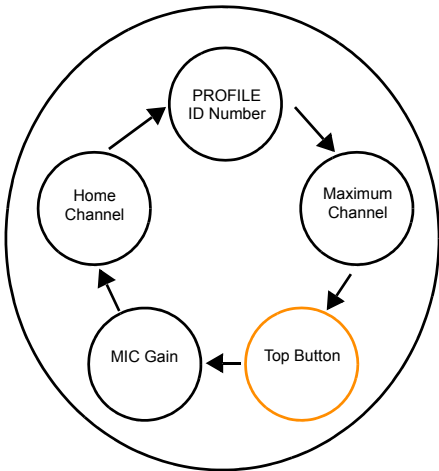 PROFILE
ID Number
Maximum
Channel
Top Button
MIC Gain
Home
Channel